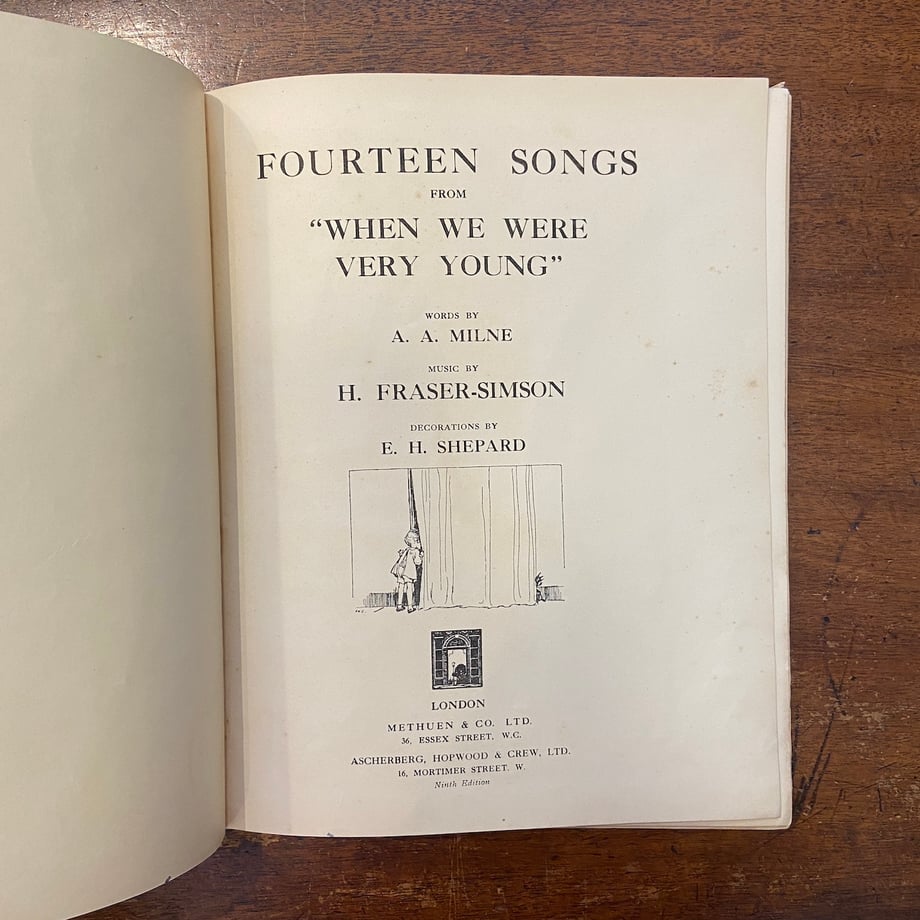 FOURTEEN SONGS
FROM
“WHEN WE WERE
VERY YOUNG”
WORDS BY
A. A. MILNE
MUSIC BY
H. FRASER-SIMSON
DECORATIONS BY
E. H. SHEPARD
LONDON
METHUEN & CO. LTD.
36, ESSEX STREET, W.C.
ASCHERBERG, HOPWOOD & CREW, LTD.
16, MORTIMER STREET, W.
Ninth Edition